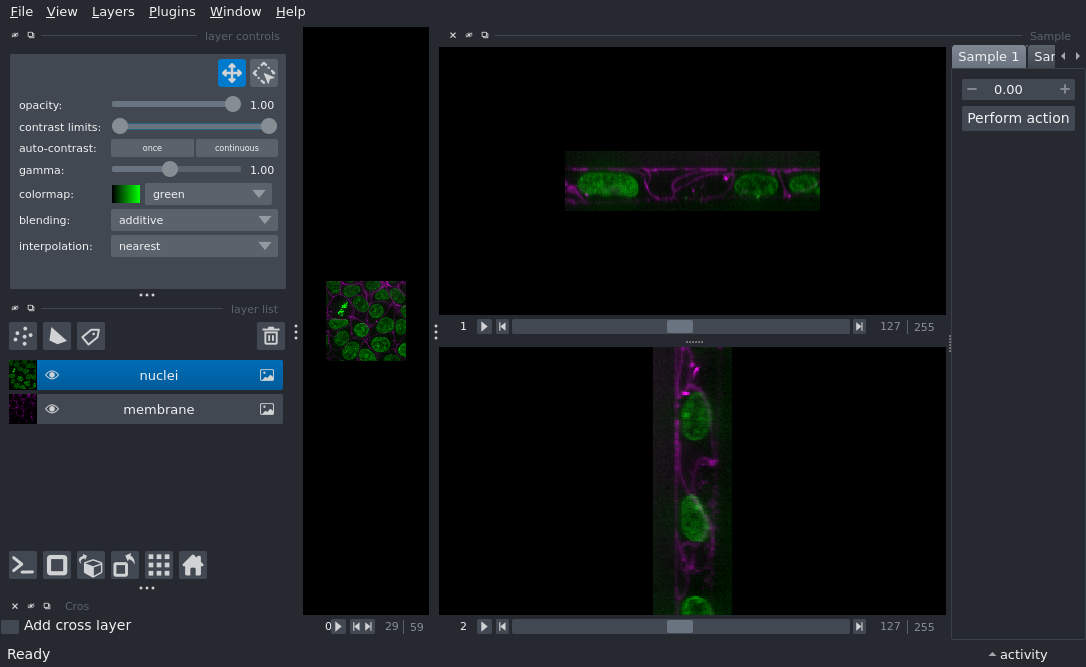 File View Layers Plugins Window Help
layer controls
opacity: 1.00
contrast limits:
auto-contrast: once continuous
gamma: 1.00
colormap: green
blending: additive
interpolation: nearest
layer list
nuclei
membrane
Cros
Add cross layer
Ready
0 29 59
1 127 255
2 127 255
Sample
Sample 1 Sar
0.00
Perform action
activity